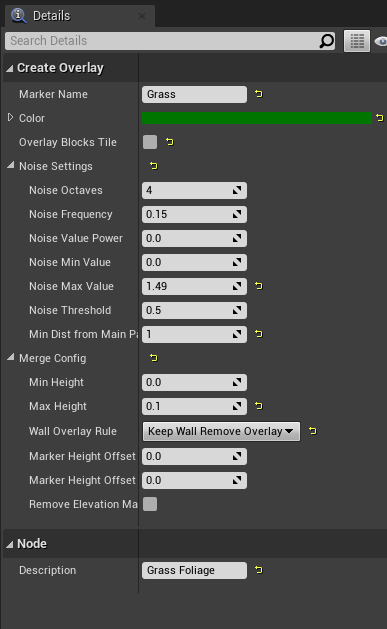 Details
Search Details
Create Overlay
Marker Name Grass
Color
Overlay Blocks Tile
Noise Settings
Noise Octaves 4
Noise Frequency 0.15
Noise Value Power 0.0
Noise Min Value 0.0
Noise Max Value 1.49
Noise Threshold 0.5
Min Dist from Main Pa 1
Merge Config
Min Height 0.0
Max Height 0.1
Wall Overlay Rule Keep Wall Remove Overlay
Marker Height Offset 0.0
Marker Height Offset 0.0
Remove Elevation Ma
Node
Description Grass Foliage